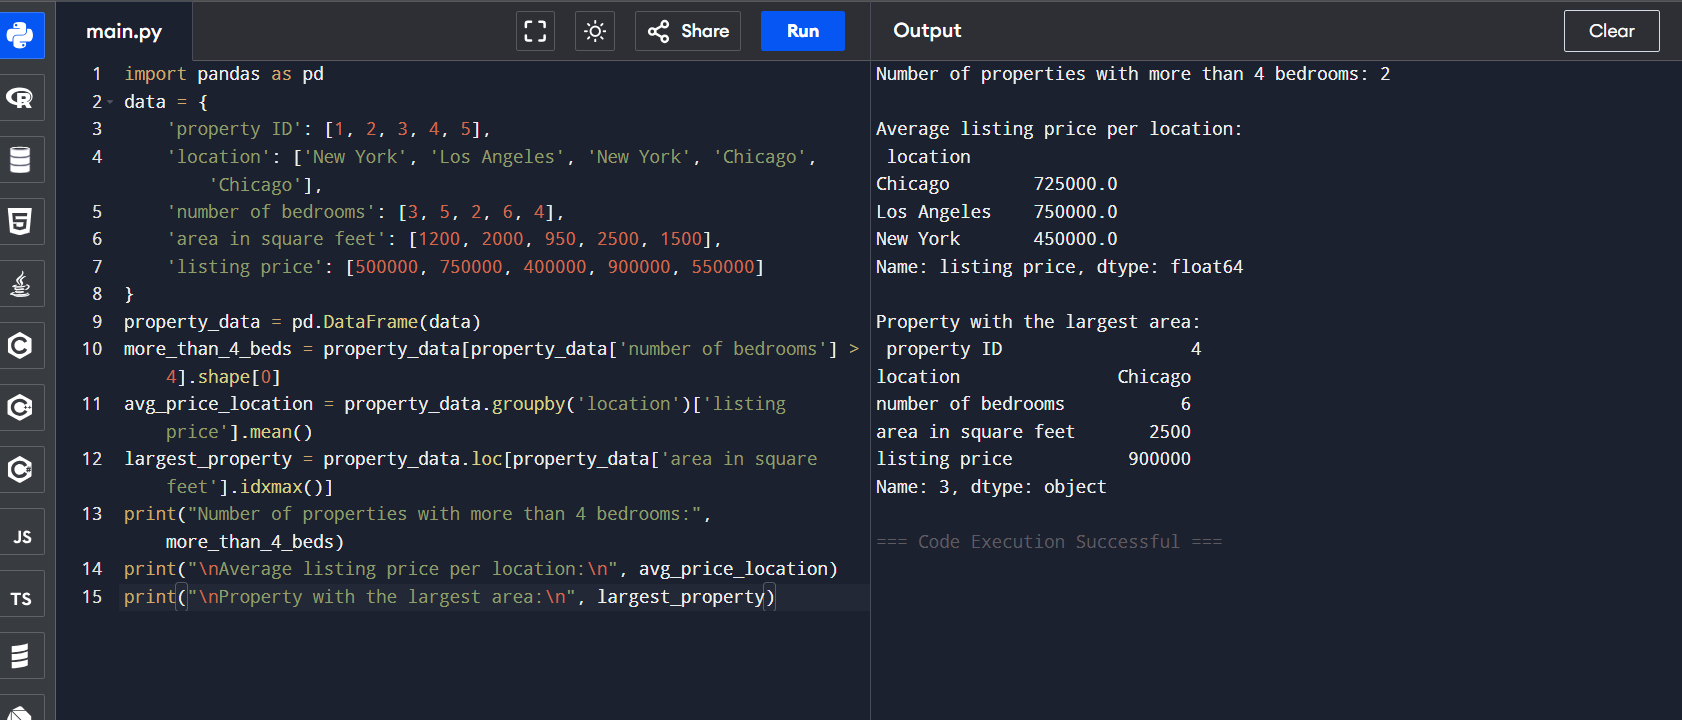 main.py
Share
Run
Output
Clear
1 import pandas as pd
2 data = {
3 'property ID': [1, 2, 3, 4, 5],
4 'location': ['New York', 'Los Angeles', 'New York', 'Chicago',
'Chicago'],
5 'number of bedrooms': [3, 5, 2, 6, 4],
6 'area in square feet': [1200, 2000, 950, 2500, 1500],
7 'listing price': [500000, 750000, 400000, 900000, 550000]
8 }
9 property_data = pd.DataFrame(data)
10 more_than_4_beds = property_data[property_data['number of bedrooms'] >
4].shape[0]
11 avg_price_location = property_data.groupby('location')['listing
price'].mean()
12 largest_property = property_data.loc[property_data['area in square
feet'].idxmax()]
13 print("Number of properties with more than 4 bedrooms:",
more_than_4_beds)
14 print("\nAverage listing price per location:\n", avg_price_location)
15 print("\nProperty with the largest area:\n", largest_property)
Number of properties with more than 4 bedrooms: 2
Average listing price per location:
location
Chicago 725000.0
Los Angeles 750000.0
New York 450000.0
Name: listing price, dtype: float64
Property with the largest area:
property ID 4
location Chicago
number of bedrooms 6
area in square feet 2500
listing price 900000
Name: 3, dtype: object
=== Code Execution Successful ===
R
5
C
C++
C#
JS
TS